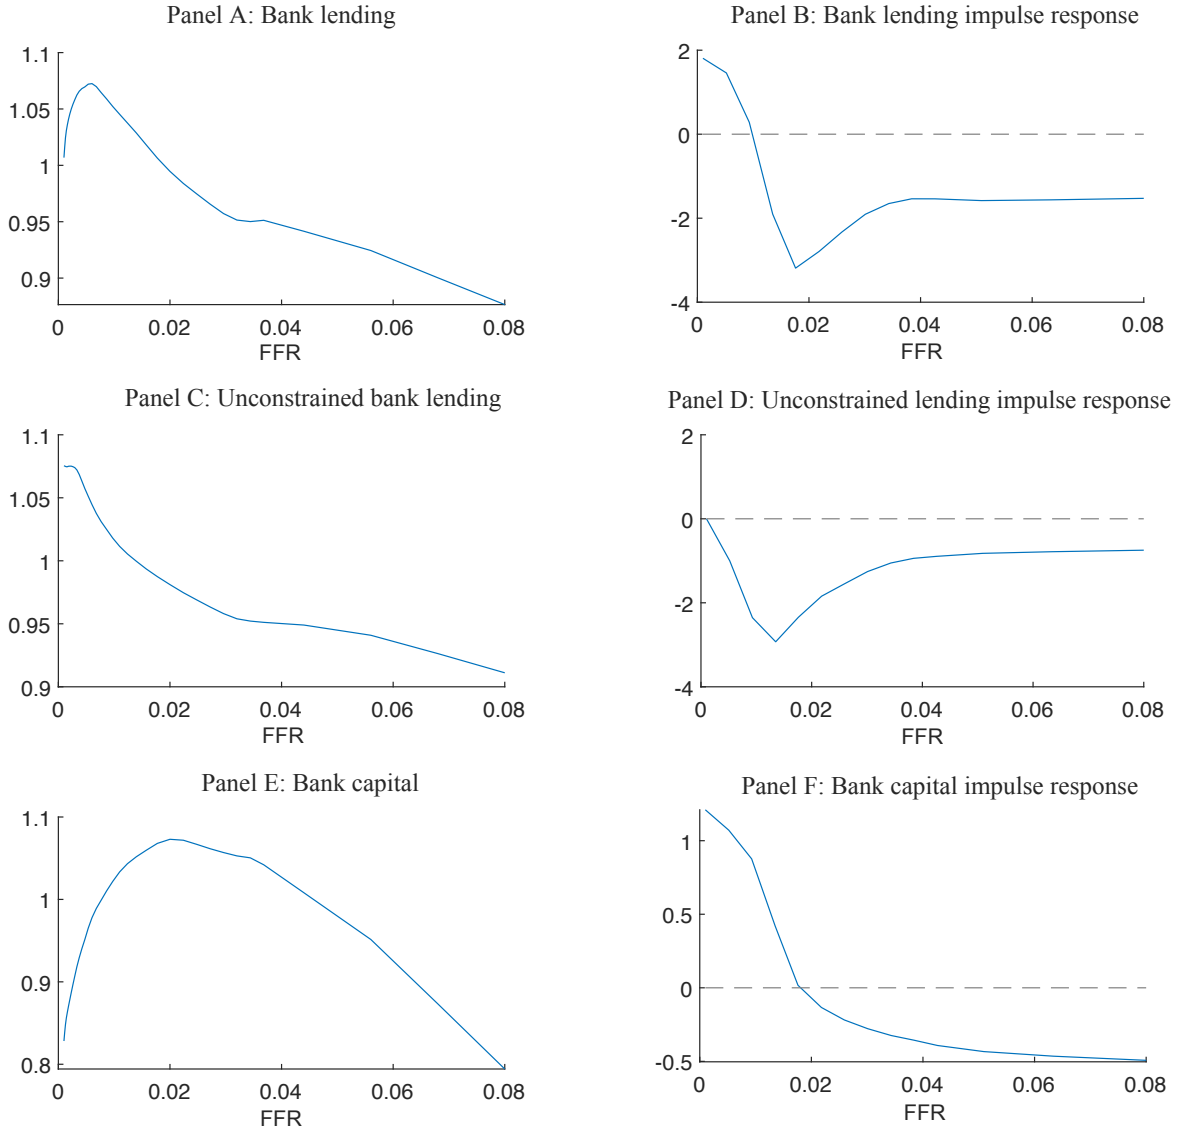 Panel A: Bank lending
1.1
1.05
1
0.95
0.9
0 0.02 0.04 0.06 0.08
FFR
Panel B: Bank lending impulse response
2
0
-2
-4
0 0.02 0.04 0.06 0.08
FFR
Panel C: Unconstrained bank lending
1.1
1.05
1
0.95
0.9
0 0.02 0.04 0.06 0.08
FFR
Panel D: Unconstrained lending impulse response
2
0
-2
-4
0 0.02 0.04 0.06 0.08
FFR
Panel E: Bank capital
1.1
1
0.9
0.8
0 0.02 0.04 0.06 0.08
FFR
Panel F: Bank capital impulse response
1
0.5
0
-0.5
0 0.02 0.04 0.06 0.08
FFR